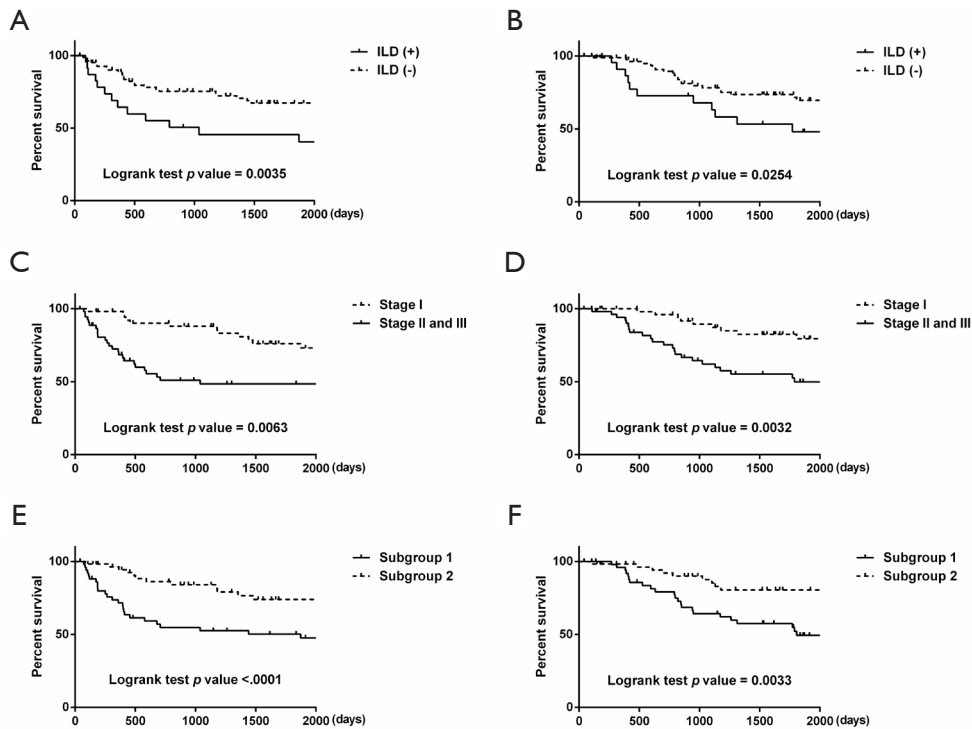 A
Percent survival
100
50
0
0 500 1000 1500 2000 (days)
ILD (+)
ILD (-)
Logrank test p value = 0.0035
B
Percent survival
100
50
0
0 500 1000 1500 2000 (days)
ILD (+)
ILD (-)
Logrank test p value = 0.0254
C
Percent survival
100
50
0
0 500 1000 1500 2000 (days)
Stage I
Stage II and III
Logrank test p value = 0.0063
D
Percent survival
100
50
0
0 500 1000 1500 2000 (days)
Stage I
Stage II and III
Logrank test p value = 0.0032
E
Percent survival
100
50
0
0 500 1000 1500 2000 (days)
Subgroup 1
Subgroup 2
Logrank test p value <.0001
F
Percent survival
100
50
0
0 500 1000 1500 2000 (days)
Subgroup 1
Subgroup 2
Logrank test p value = 0.0033